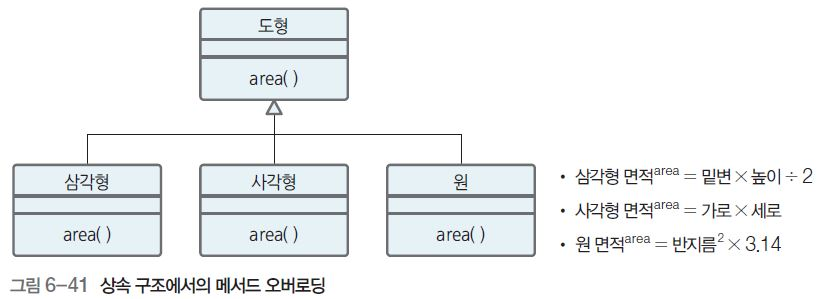 도형
area( )
삼각형
area( )
사각형
area( )
원
area( )
• 삼각형 면적area = 밑변 × 높이 ÷ 2
• 사각형 면적area = 가로 × 세로
• 원 면적area = 반지름2 × 3.14
그림 6-41 상속 구조에서의 메서드 오버로딩